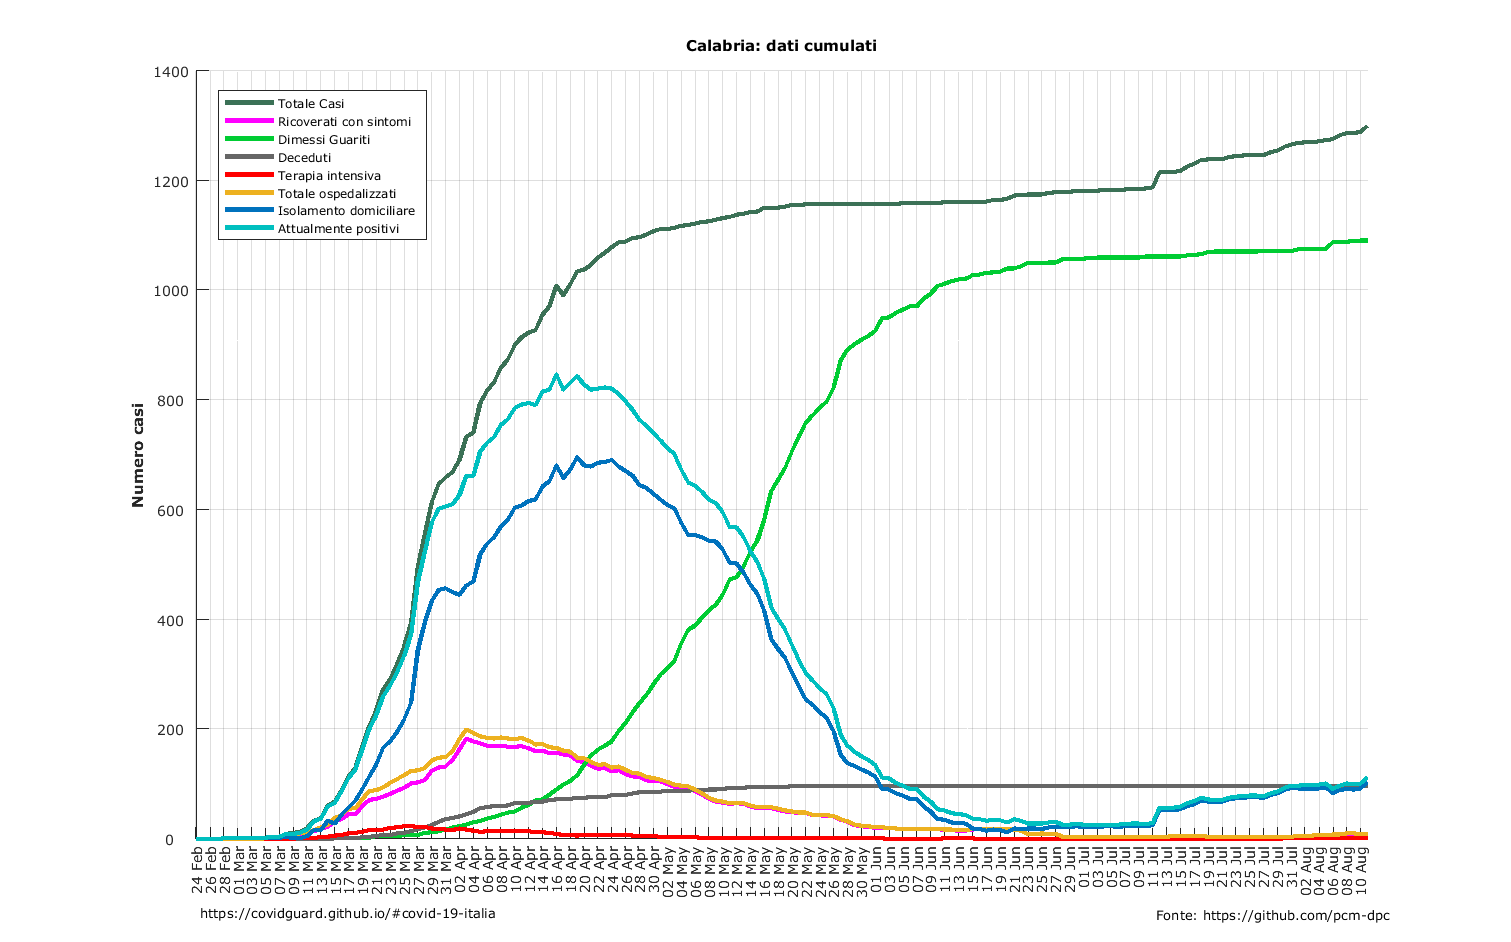 Calabria: dati cumulati
1400
1200
1000
800
600
400
200
0
Numero casi
Totale Casi
Ricoverati con sintomi
Dimessi Guariti
Deceduti
Terapia intensiva
Totale ospedalizzati
Isolamento domiciliare
Attualmente positivi
24 Feb
26 Feb
28 Feb
01 Mar
03 Mar
05 Mar
07 Mar
09 Mar
11 Mar
13 Mar
15 Mar
17 Mar
19 Mar
21 Mar
23 Mar
25 Mar
27 Mar
29 Mar
31 Mar
02 Apr
04 Apr
06 Apr
08 Apr
10 Apr
12 Apr
14 Apr
16 Apr
18 Apr
20 Apr
22 Apr
24 Apr
26 Apr
28 Apr
30 Apr
02 May
04 May
06 May
08 May
10 May
12 May
14 May
16 May
18 May
20 May
22 May
24 May
26 May
28 May
30 May
01 Jun
03 Jun
05 Jun
07 Jun
09 Jun
11 Jun
13 Jun
15 Jun
17 Jun
19 Jun
21 Jun
23 Jun
25 Jun
27 Jun
29 Jun
01 Jul
03 Jul
05 Jul
07 Jul
09 Jul
11 Jul
13 Jul
15 Jul
17 Jul
19 Jul
21 Jul
23 Jul
25 Jul
27 Jul
29 Jul
31 Jul
02 Aug
04 Aug
06 Aug
08 Aug
10 Aug
https://covidguard.github.io/#covid-19-italia
Fonte: https://github.com/pcm-dpc